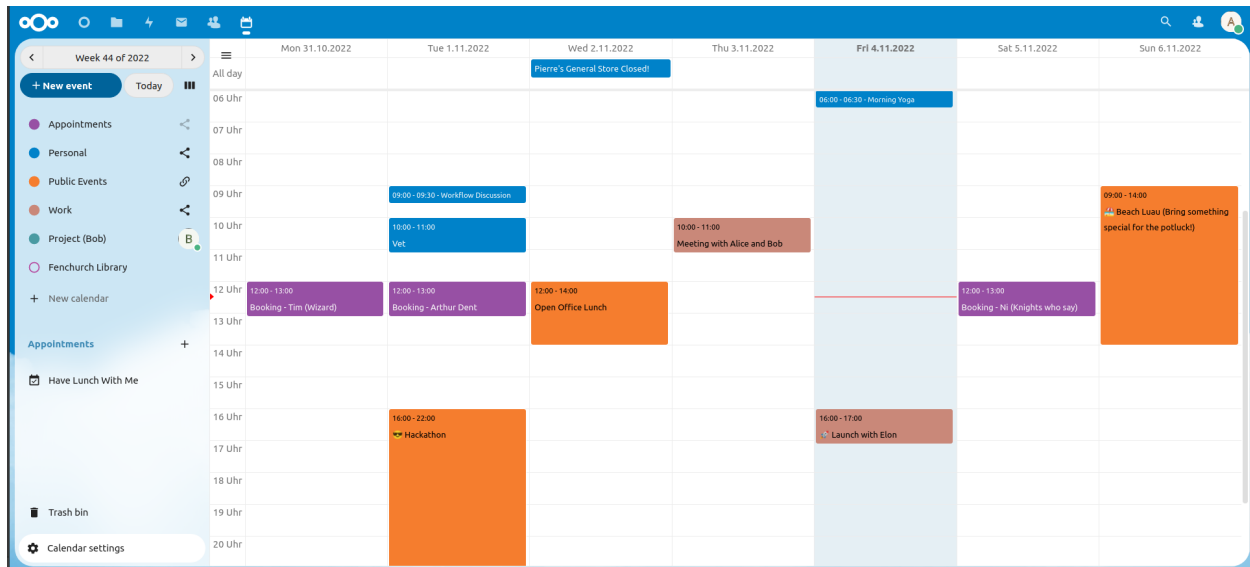 A
Week 44 of 2022
+ New event
Today
Appointments
Personal
Public Events
Work
Project (Bob)
B
Fenchurch Library
+ New calendar
Appointments
+
Have Lunch With Me
Trash bin
Calendar settings
Mon 31.10.2022
Tue 1.11.2022
Wed 2.11.2022
Thu 3.11.2022
Fri 4.11.2022
Sat 5.11.2022
Sun 6.11.2022
All day
Pierre's General Store Closed!
06 Uhr
06:00 - 06:30 - Morning Yoga
07 Uhr
08 Uhr
09 Uhr
09:00 - 09:30 - Workflow Discussion
09:00 - 14:00
🏖️ Beach Luau (Bring something
special for the potluck!)
10 Uhr
10:00 - 11:00
Vet
10:00 - 11:00
Meeting with Alice and Bob
11 Uhr
12 Uhr
12:00 - 13:00
Booking - Tim (Wizard)
12:00 - 13:00
Booking - Arthur Dent
12:00 - 14:00
Open Office Lunch
12:00 - 13:00
Booking - Ni (Knights who say)
13 Uhr
14 Uhr
15 Uhr
16 Uhr
16:00 - 22:00
😎 Hackathon
16:00 - 17:00
🚀 Launch with Elon
17 Uhr
18 Uhr
19 Uhr
20 Uhr